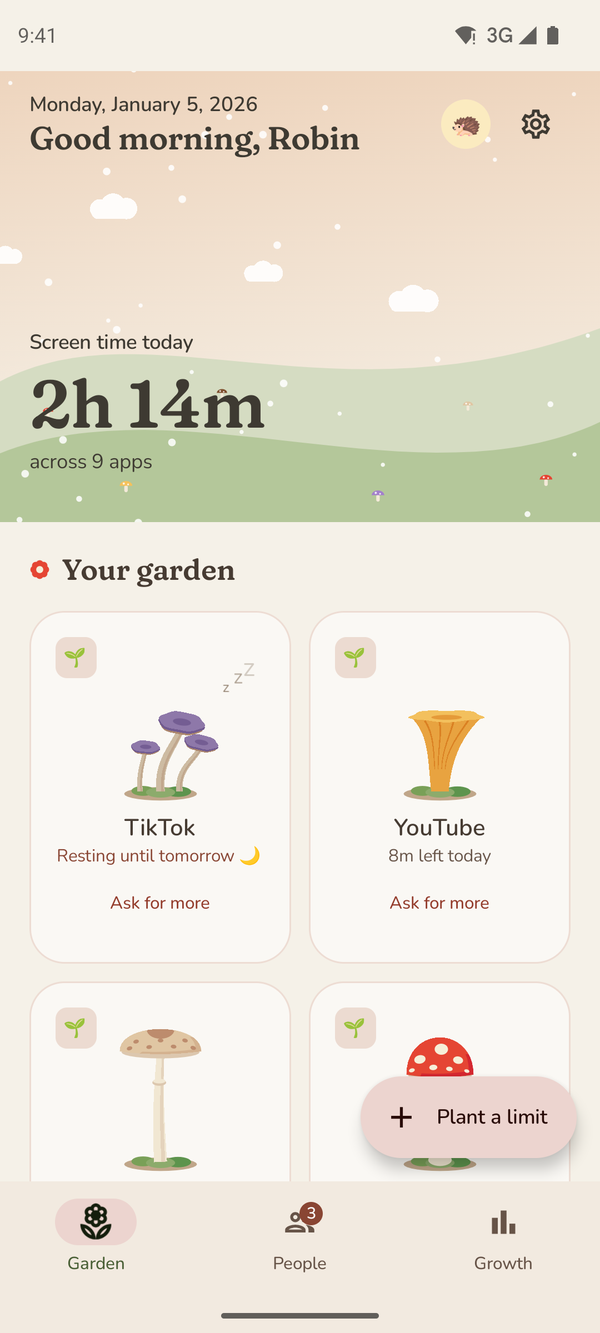 9:41
3G
Monday, January 5, 2026
Good morning, Robin
Screen time today
2h 14m
across 9 apps
Your garden
z z Z
TikTok
Resting until tomorrow 🌙
Ask for more
YouTube
8m left today
Ask for more
Plant a limit
3
Garden
People
Growth